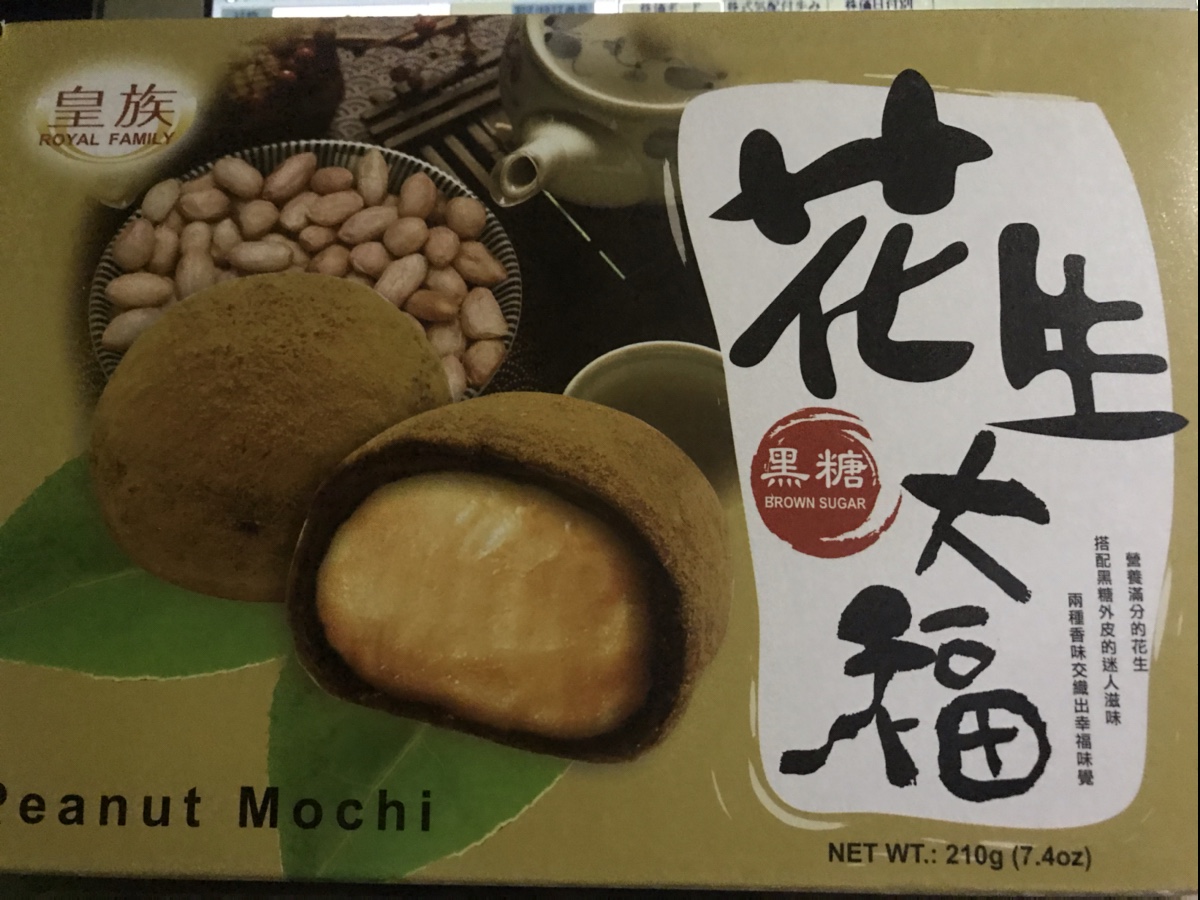 皇族
ROYAL FAMILY
花生
大福
黑糖
BROWN SUGAR
營養滿分的花生
搭配黑糖外皮的迷人滋味
兩種香味交織出幸福味覺
Peanut Mochi
NET WT.: 210g (7.4oz)